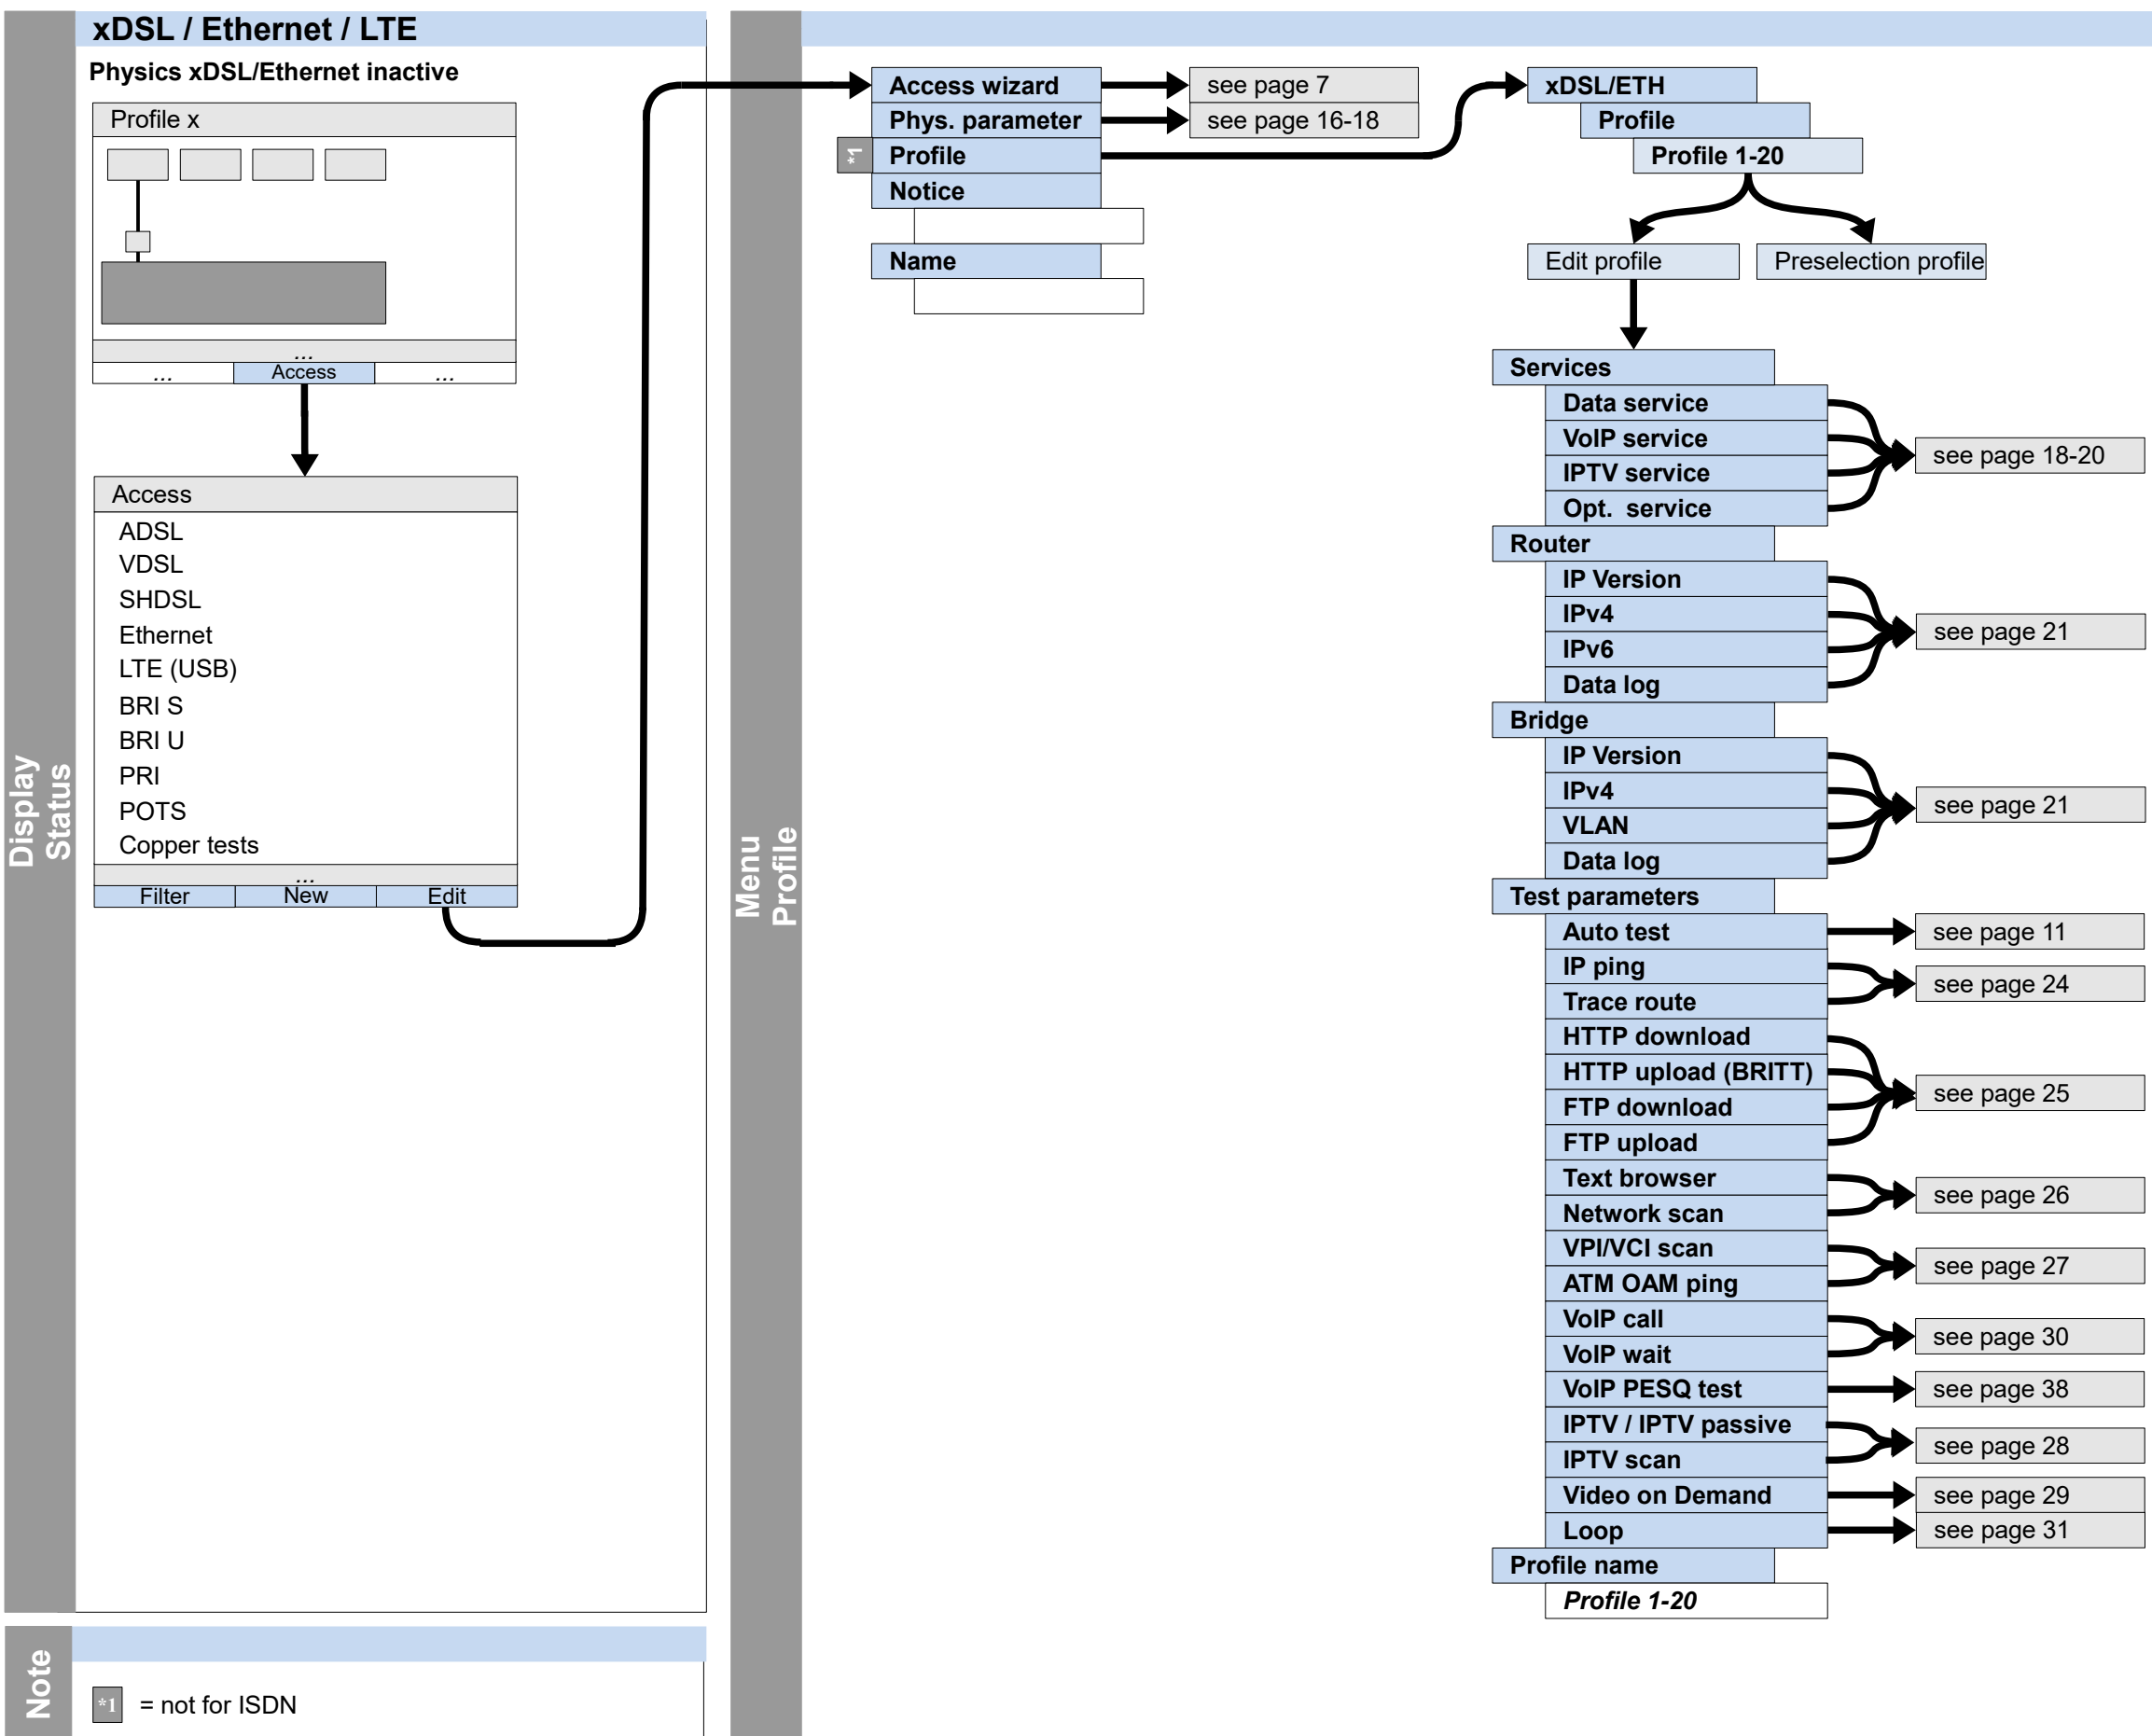 xDSL / Ethernet / LTE
Physics xDSL/Ethernet inactive
Profile x
...
... Access ...
Access
ADSL
VDSL
SHDSL
Ethernet
LTE (USB)
BRI S
BRI U
PRI
POTS
Copper tests
...
Filter New Edit
Display
Status
Note
*1 = not for ISDN
Menu
Profile
Access wizard see page 7
Phys. parameter see page 16-18
*1 Profile
Notice
Name
xDSL/ETH
Profile
Profile 1-20
Edit profile Preselection profile
Services
Data service
VoIP service
IPTV service
Opt. service
see page 18-20
Router
IP Version
IPv4
IPv6
Data log
see page 21
Bridge
IP Version
IPv4
VLAN
Data log
see page 21
Test parameters
Auto test see page 11
IP ping
Trace route
see page 24
HTTP download
HTTP upload (BRITT)
FTP download
FTP upload
see page 25
Text browser
Network scan
see page 26
VPI/VCI scan
ATM OAM ping
see page 27
VoIP call
VoIP wait
see page 30
VoIP PESQ test see page 38
IPTV / IPTV passive
IPTV scan
see page 28
Video on Demand see page 29
Loop see page 31
Profile name
Profile 1-20